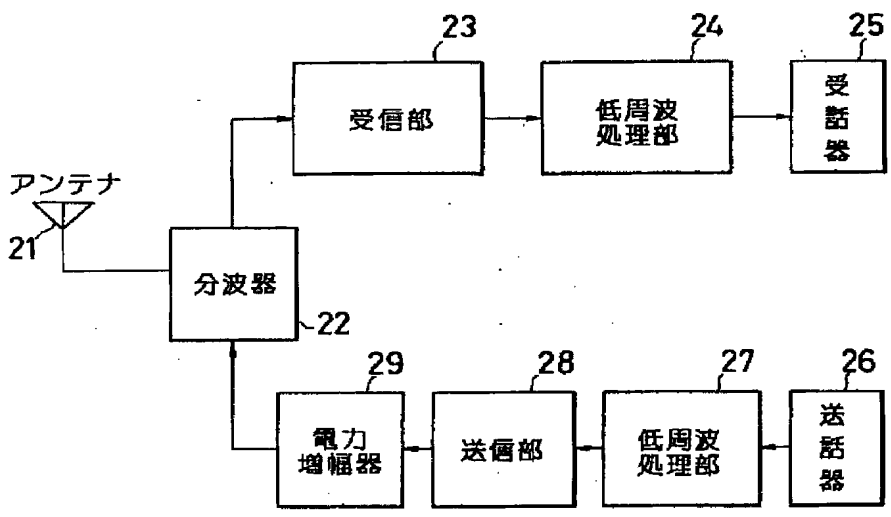 23
24
25
受信部
低周波
処理部
受
話
器
アンテナ
21
分波器
22
29
28
27
26
電力
増幅器
送信部
低周波
処理部
送
話
器